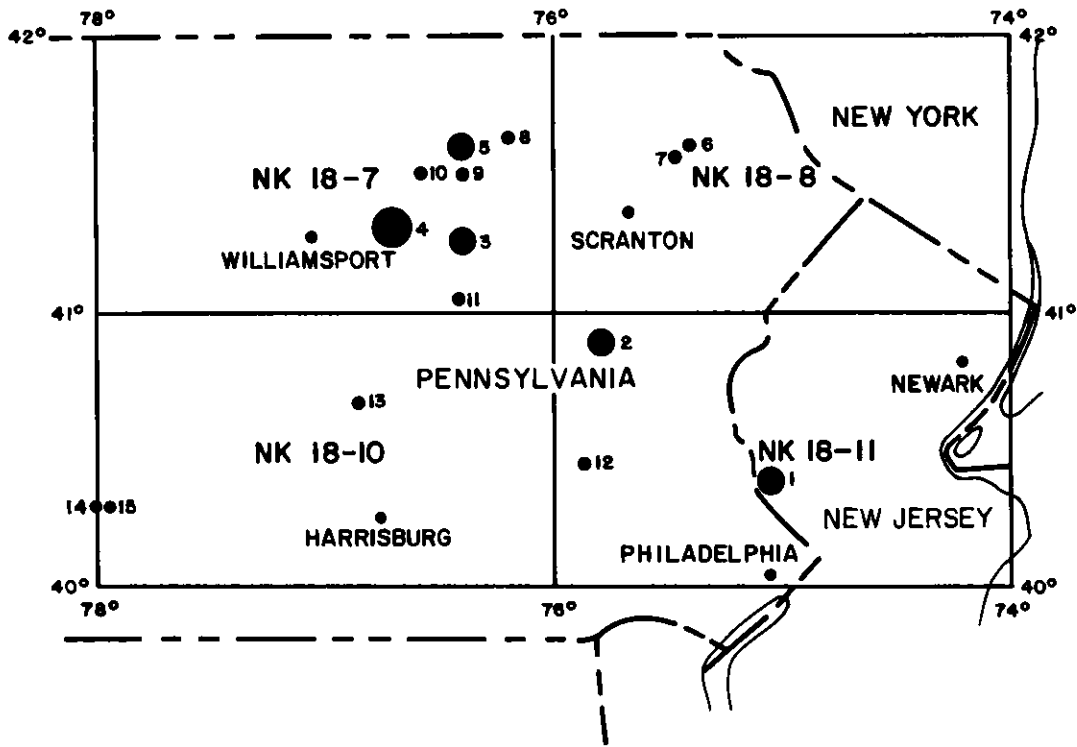 78°
76°
74°
42°
42°
NEW YORK
5
8
6
7
NK 18-7
10
9
NK 18-8
4
3
WILLIAMSPORT
SCRANTON
11
41°
41°
2
PENNSYLVANIA
NEWARK
13
NK 18-10
12
NK 18-11
1
14
15
HARRISBURG
NEW JERSEY
PHILADELPHIA
40°
40°
78°
76°
74°